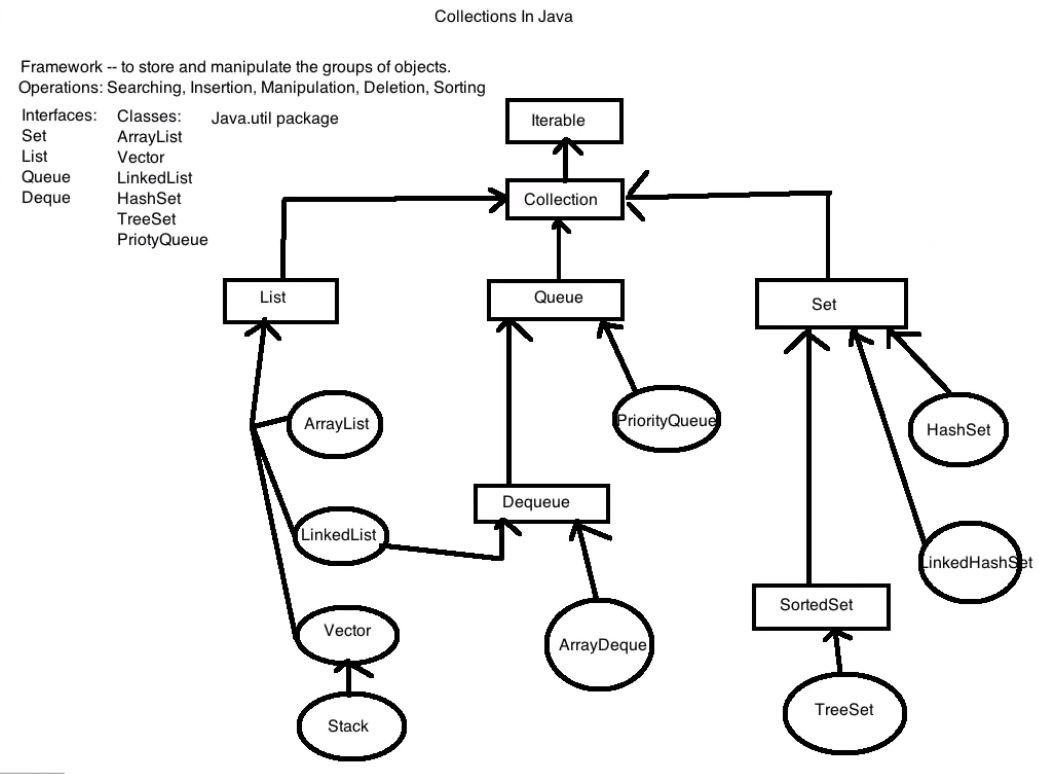 Collections In Java
Framework -- to store and manipulate the groups of objects.
Operations: Searching, Insertion, Manipulation, Deletion, Sorting
Interfaces:
Set
List
Queue
Deque
Classes:
ArrayList
Vector
LinkedList
HashSet
TreeSet
PriotyQueue
Java.util package
Iterable
Collection
List
Queue
Set
ArrayList
PriorityQueue
HashSet
LinkedList
Dequeue
LinkedHashSet
Vector
ArrayDeque
SortedSet
Stack
TreeSet